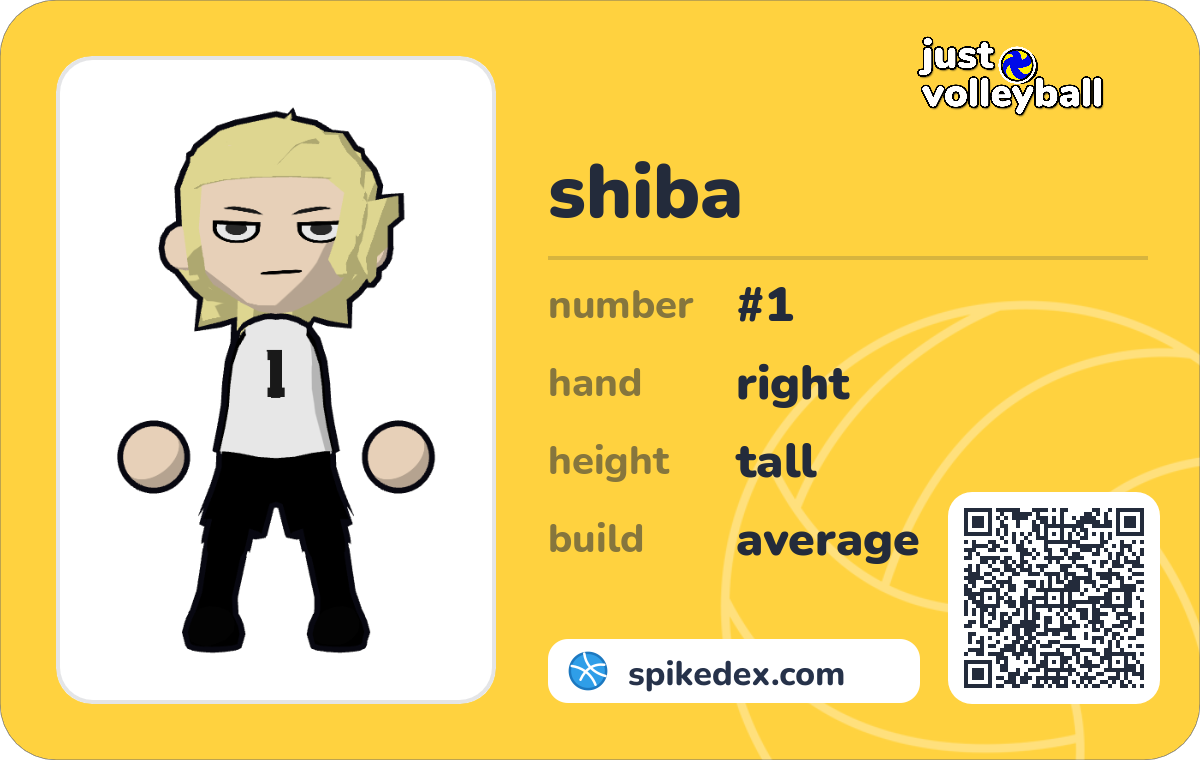 just
volleyball
shiba
number #1
hand right
height tall
build average
1
spikedex.com